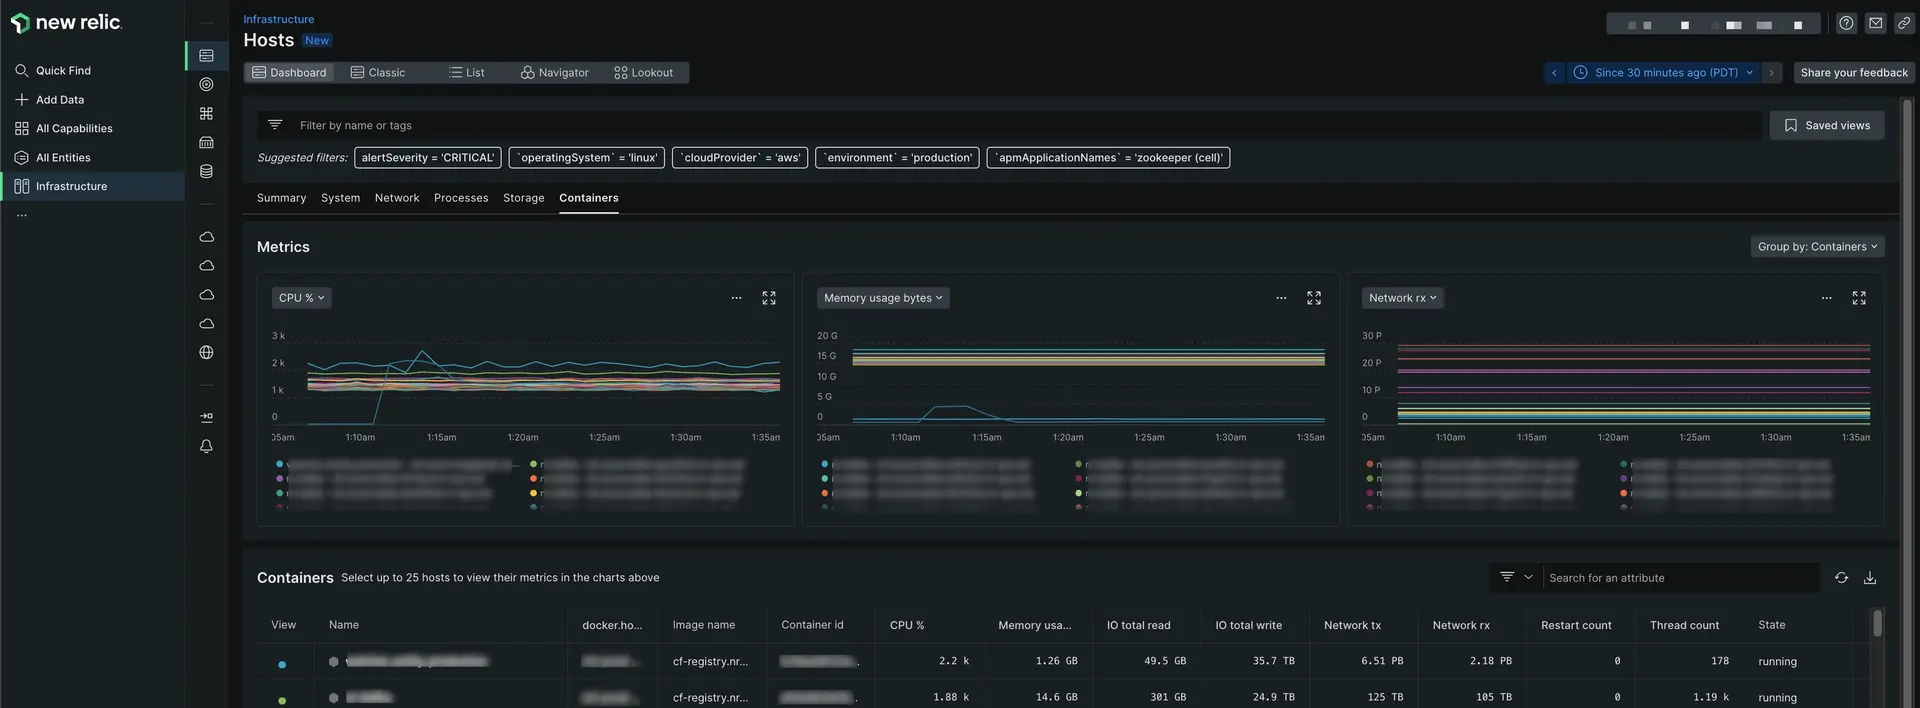 new relic.
Quick Find
Add Data
All Capabilities
All Entities
Infrastructure
...
Infrastructure
Hosts New
Dashboard Classic List Navigator Lookout
Since 30 minutes ago (PDT)
Share your feedback
Filter by name or tags
Saved views
Suggested filters: alertSeverity = 'CRITICAL' `operatingSystem` = 'linux' `cloudProvider` = 'aws' `environment` = 'production' `apmApplicationNames` = 'zookeeper (cell)'
Summary System Network Processes Storage Containers
Metrics
Group by: Containers
CPU %
3 k
2 k
1 k
0
05am 1:10am 1:15am 1:20am 1:25am 1:30am 1:35am
Memory usage bytes
20 G
15 G
10 G
5 G
0
05am 1:10am 1:15am 1:20am 1:25am 1:30am 1:35am
Network rx
30 P
20 P
10 P
0
05am 1:10am 1:15am 1:20am 1:25am 1:30am 1:35am
Containers Select up to 25 hosts to view their metrics in the charts above
Search for an attribute
View Name docker.ho... Image name Container id CPU % Memory usa... IO total read IO total write Network tx Network rx Restart count Thread count State
cf-registry.nr... 2.2 k 1.26 GB 49.5 GB 35.7 TB 6.51 PB 2.18 PB 0 178 running
cf-registry.nr... 1.88 k 14.6 GB 301 GB 24.9 TB 125 TB 105 TB 0 1.19 k running